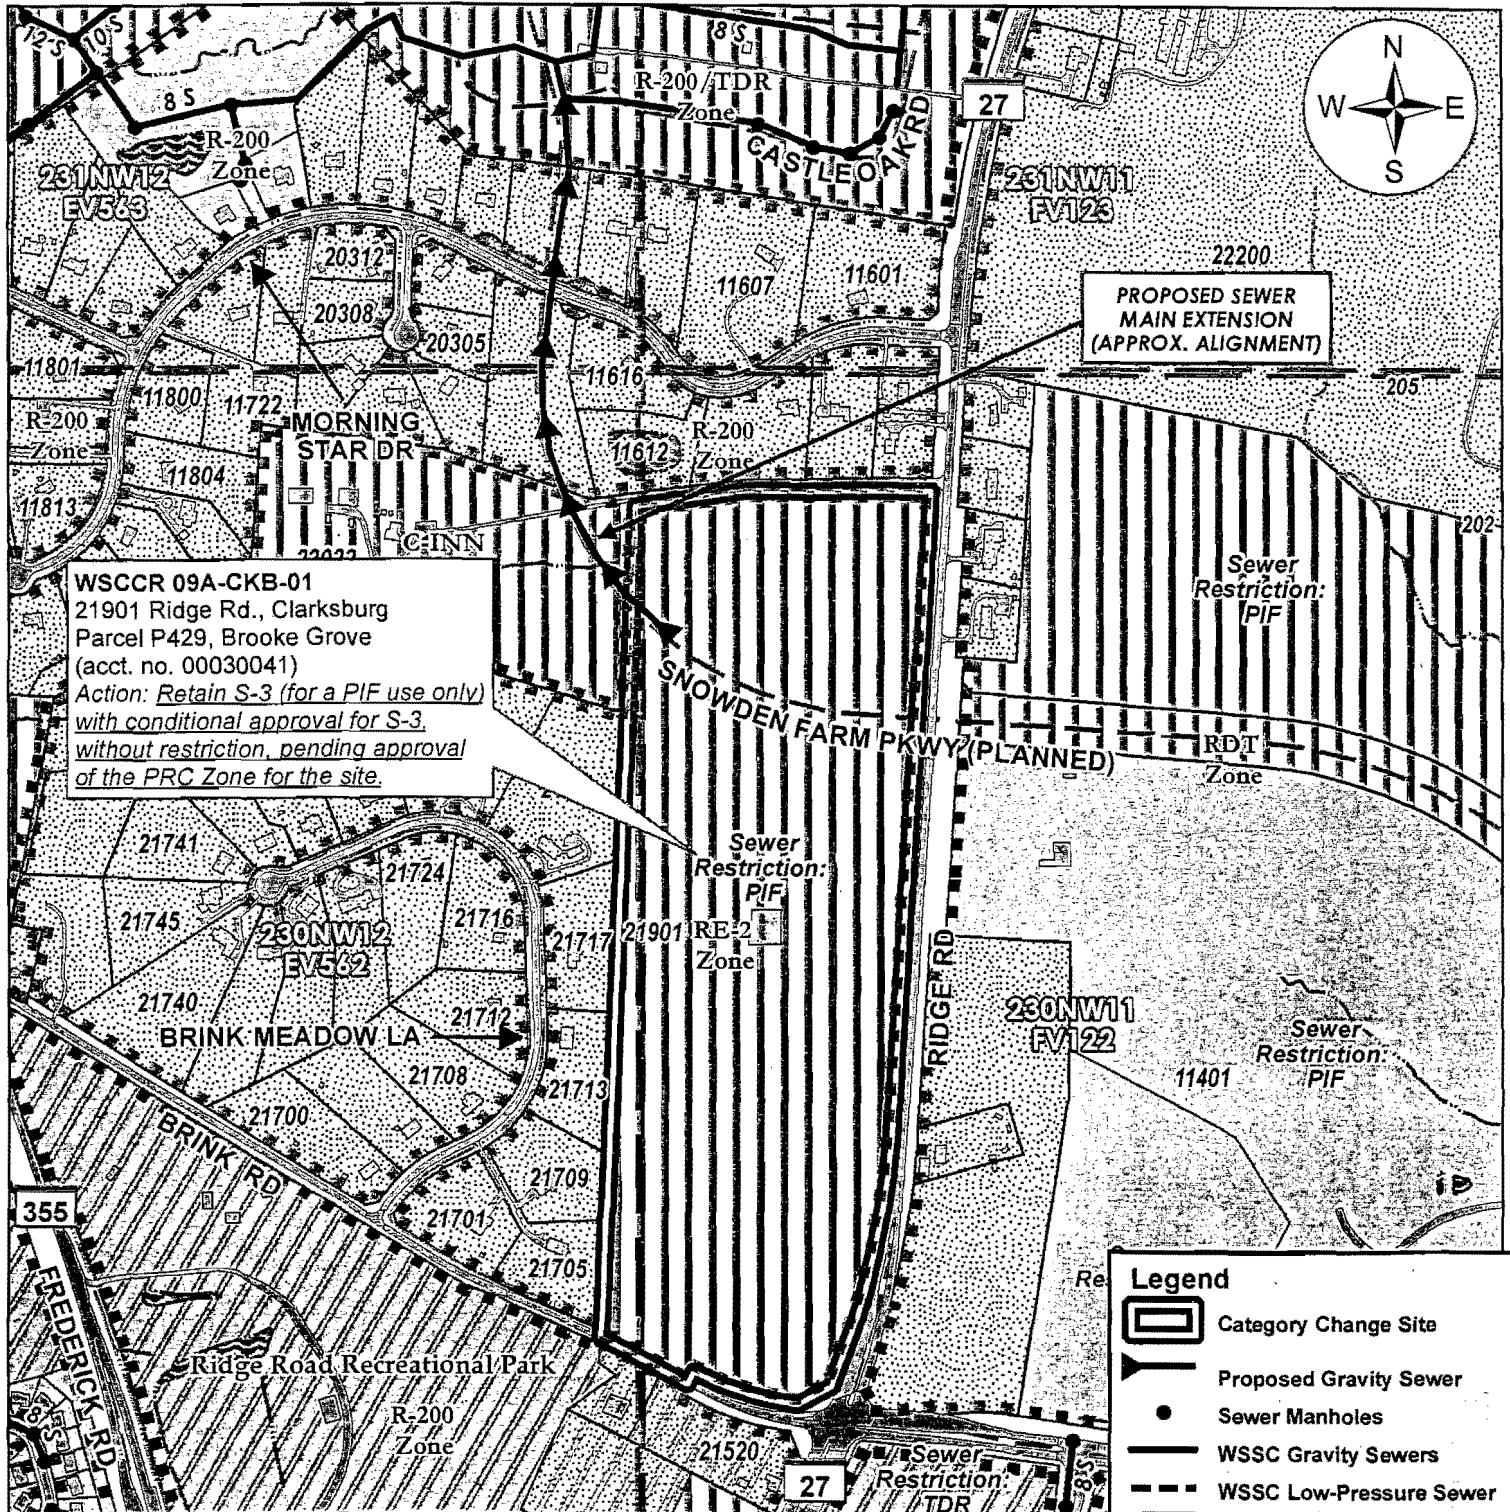 12 S
10 S
8 S
8 S
R-200/TDR
Zone
27
N
W
E
S
CASTLE OAK RD
R-200
Zone
231NW12
EV563
231NW11
FV123
22200
20312
20308
20305
11607
11601
PROPOSED SEWER
MAIN EXTENSION
(APPROX. ALIGNMENT)
11801
11800
11722
11616
205
R-200
Zone
MORNING
STAR DR
R-200
Zone
11612
11804
11813
C-INN
202
Sewer
Restriction:
PIF
WSCCR 09A-CKB-01
21901 Ridge Rd., Clarksburg
Parcel P429, Brooke Grove
(acct. no. 00030041)
Action: Retain S-3 (for a PIF use only)
with conditional approval for S-3,
without restriction, pending approval
of the PRC Zone for the site.
SNOWDEN FARM PKWY (PLANNED)
RDT
Zone
21741
21724
21745
21716
21717
230NW12
EV562
Sewer
Restriction:
PIF
21901
RE-2
Zone
RIDGE RD
21740
21712
BRINK MEADOW LA
230NW11
FV122
Sewer
Restriction:
PIF
11401
21708
21713
21700
BRINK RD
21709
21701
21705
355
FREDERICK RD
Ridge Road Recreational Park
R-200
Zone
8 S
21520
27
Sewer
Restriction:
TDR
8 S
Re
Legend
Category Change Site
Proposed Gravity Sewer
Sewer Manholes
WSSC Gravity Sewers
WSSC Low-Pressure Sewer